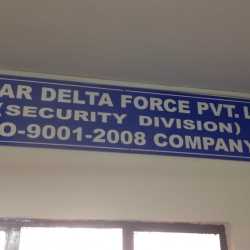 AR DELTA FORCE PVT. L
(SECURITY DIVISION)
O-9001-2008 COMPANY